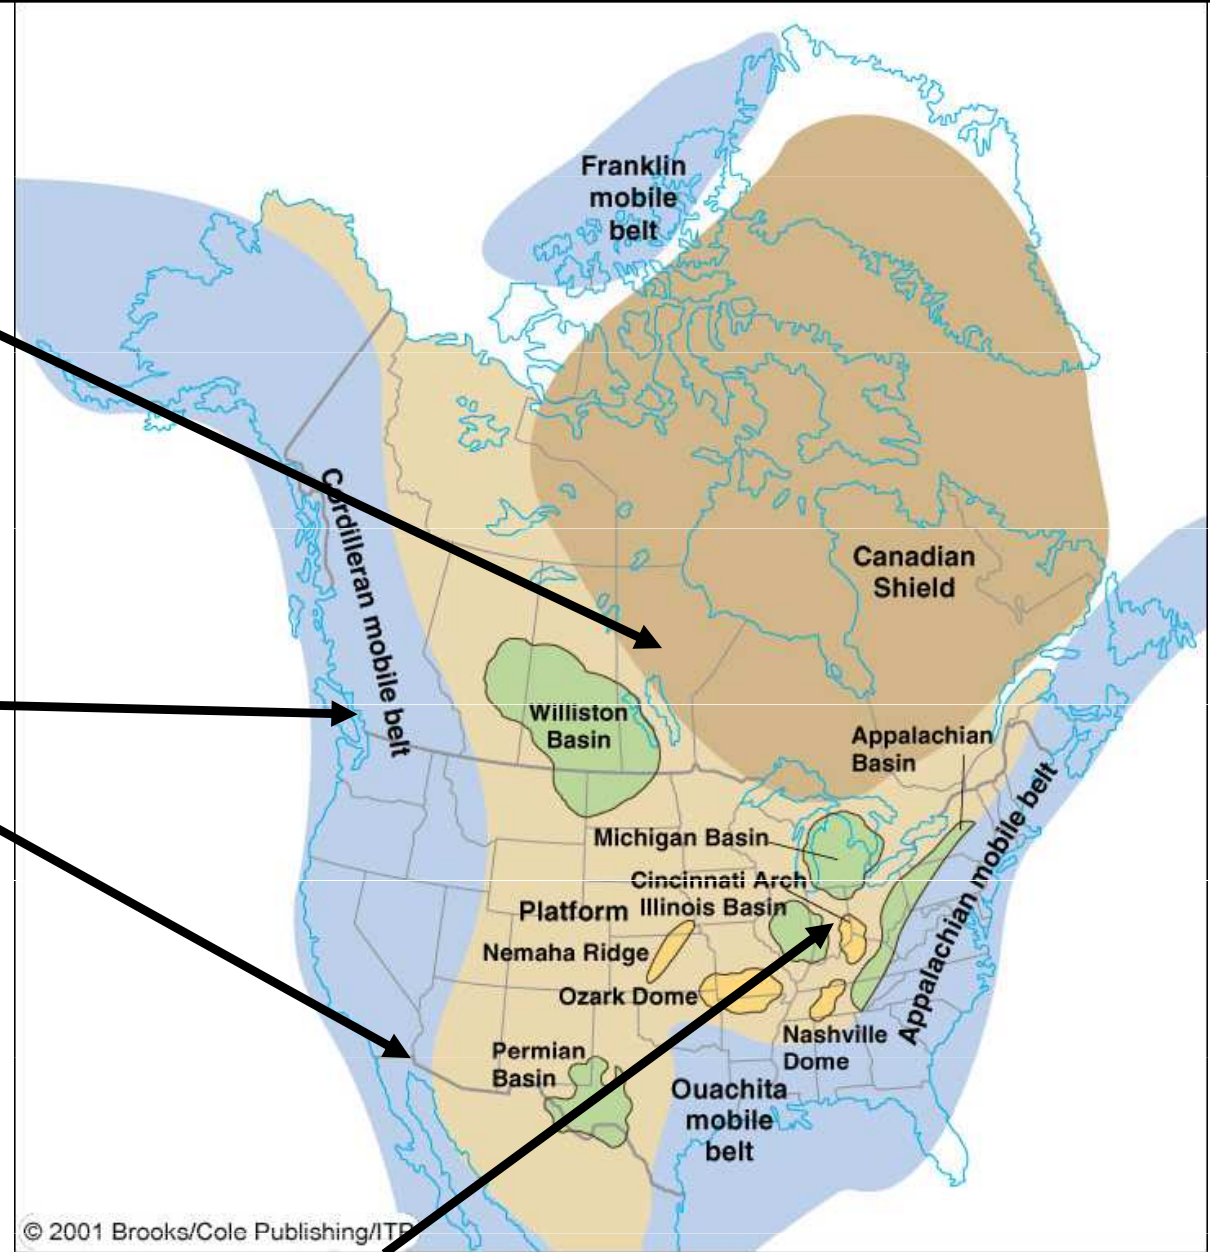 Franklin
mobile
belt
Cordilleran mobile belt
Canadian
Shield
Williston
Basin
Appalachian
Basin
Michigan Basin
Cincinnati Arch
Platform
Illinois Basin
Nemaha Ridge
Ozark Dome
Appalachian mobile belt
Nashville
Dome
Permian
Basin
Ouachita
mobile
belt
© 2001 Brooks/Cole Publishing/ITP